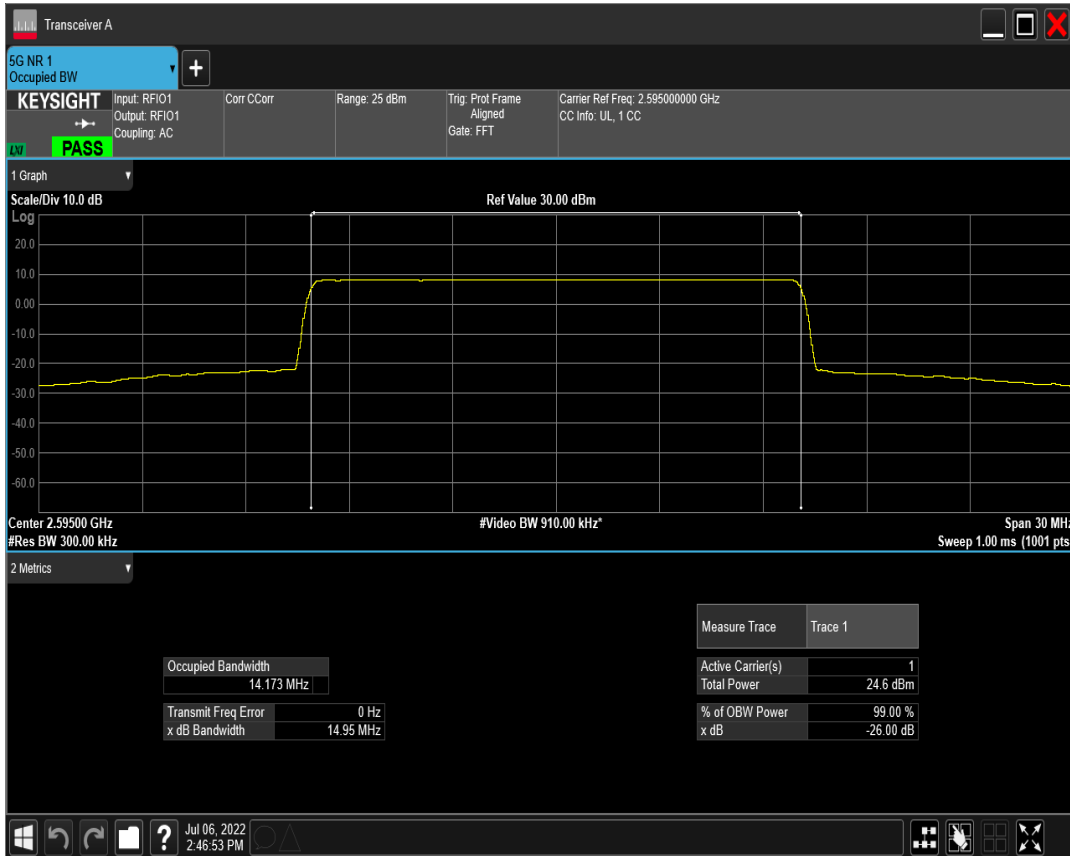 Transceiver A
5G NR 1
Occupied BW
+
KEYSIGHT
LXI
PASS
Input: RFIO1
Output: RFIO1
Coupling: AC
Corr CCorr
Range: 25 dBm
Trig: Prot Frame
Aligned
Gate: FFT
Carrier Ref Freq: 2.595000000 GHz
CC Info: UL, 1 CC
1 Graph
Scale/Div 10.0 dB
Ref Value 30.00 dBm
Log
20.0
10.0
0.00
-10.0
-20.0
-30.0
-40.0
-50.0
-60.0
Center 2.59500 GHz
#Video BW 910.00 kHz*
Span 30 MHz
#Res BW 300.00 kHz
Sweep 1.00 ms (1001 pts
2 Metrics
Measure Trace Trace 1
Occupied Bandwidth
14.173 MHz
Active Carrier(s) 1
Total Power 24.6 dBm
Transmit Freq Error 0 Hz
x dB Bandwidth 14.95 MHz
% of OBW Power 99.00 %
x dB -26.00 dB
?
Jul 06, 2022
2:46:53 PM